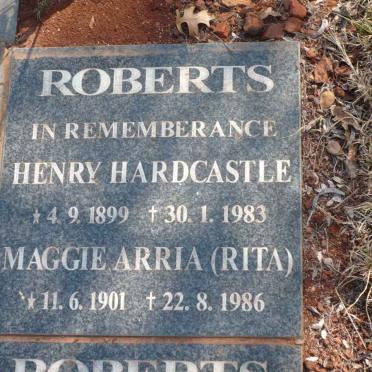 ROBERTS
IN REMEMBERANCE
HENRY HARDCASTLE
★ 4.9.1899 † 30.1.1983
MAGGIE ARRIA (RITA)
★ 11.6.1901 † 22.8.1986
ROBERTS